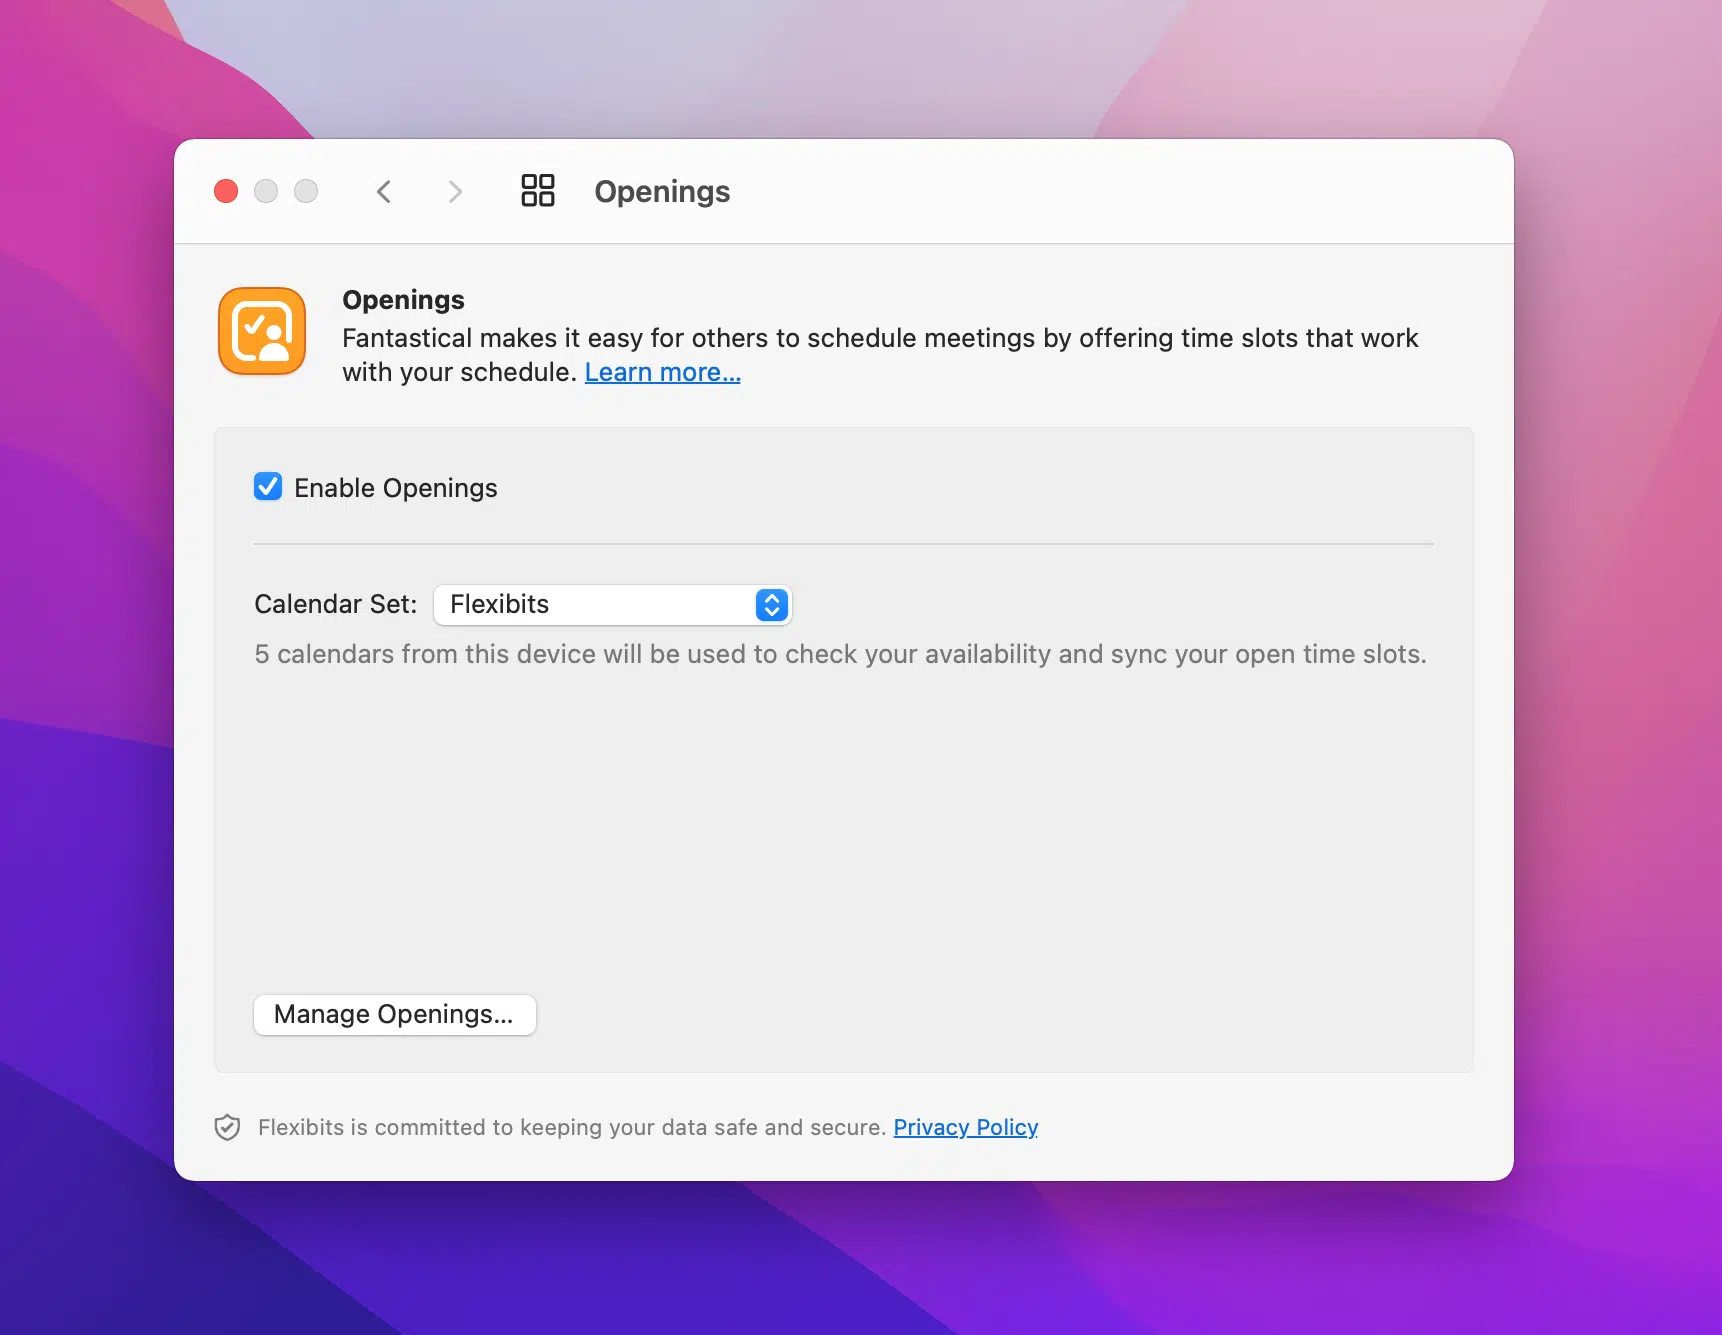 Openings
Openings
Fantastical makes it easy for others to schedule meetings by offering time slots that work
with your schedule. Learn more...
Enable Openings
Calendar Set: Flexibits
5 calendars from this device will be used to check your availability and sync your open time slots.
Manage Openings...
Flexibits is committed to keeping your data safe and secure. Privacy Policy